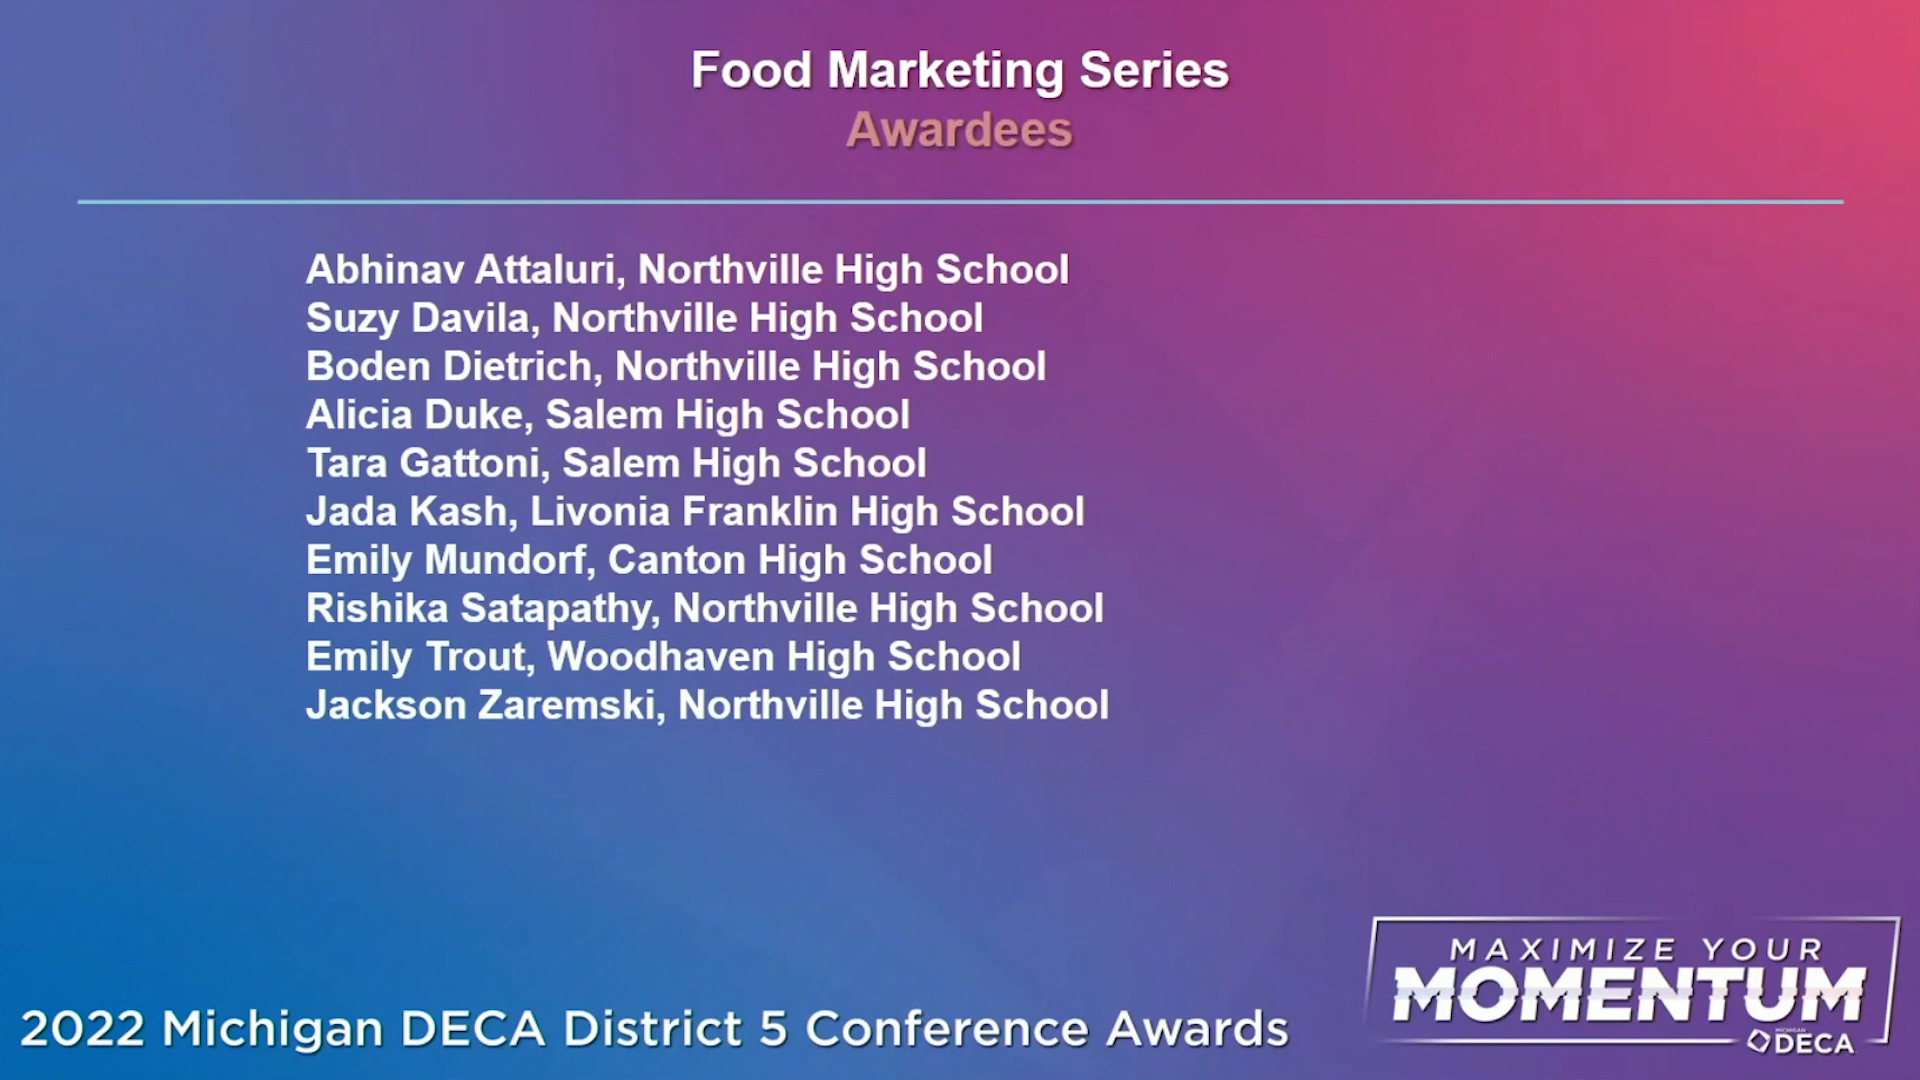 Food Marketing Series
Awardees
Abhinav Attaluri, Northville High School
Suzy Davila, Northville High School
Boden Dietrich, Northville High School
Alicia Duke, Salem High School
Tara Gattoni, Salem High School
Jada Kash, Livonia Franklin High School
Emily Mundorf, Canton High School
Rishika Satapathy, Northville High School
Emily Trout, Woodhaven High School
Jackson Zaremski, Northville High School
MAXIMIZE YOUR
MOMENTUM
MICHIGAN
DECA
2022 Michigan DECA District 5 Conference Awards